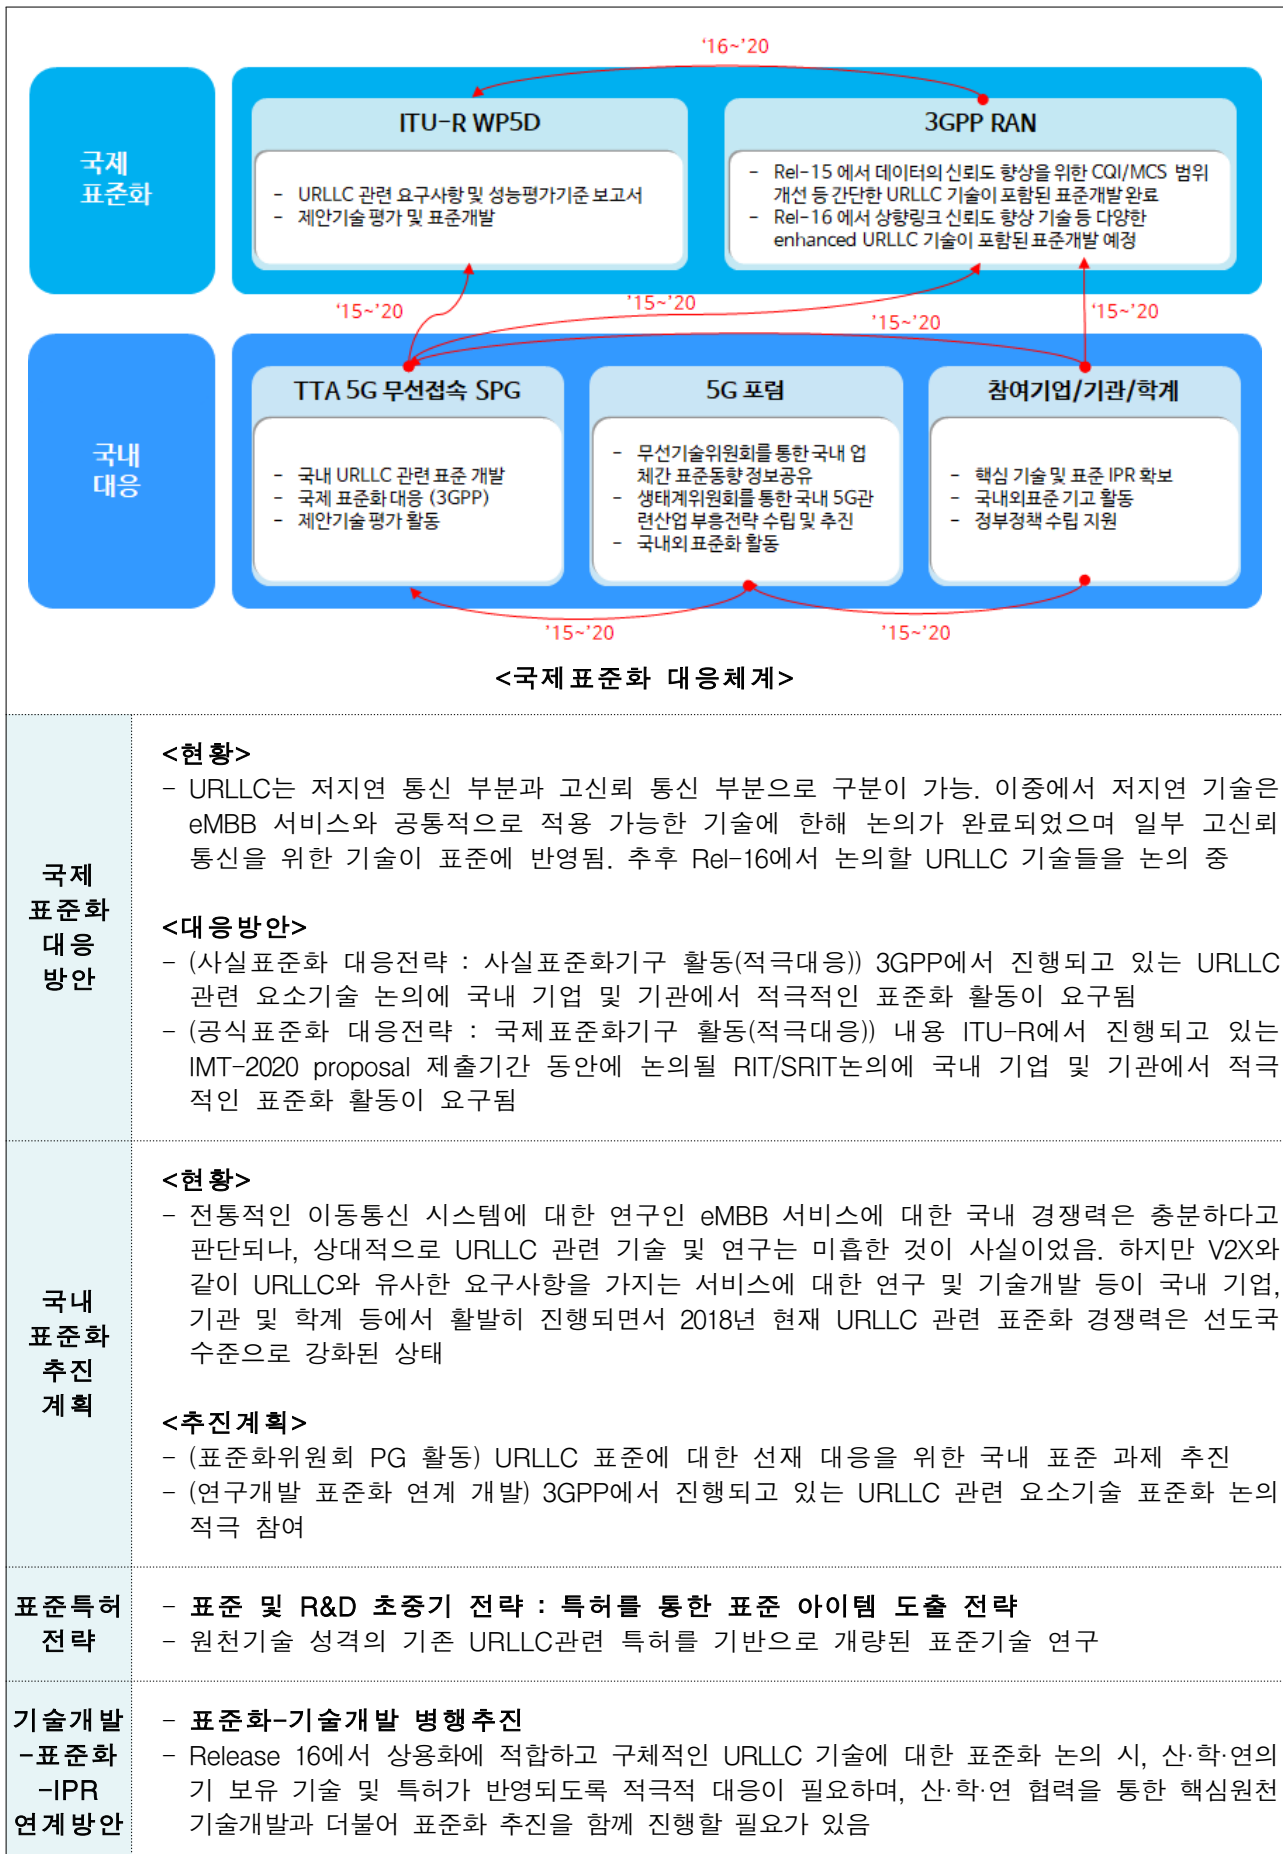 ‘16~’20
국제
표준화
ITU-R WP5D
- URLLC 관련 요구사항 및 성능평가기준 보고서
- 제안기술 평가 및 표준개발
3GPP RAN
- Rel-15 에서 데이터의 신뢰도 향상을 위한 CQI/MCS 범위
개선 등 간단한 URLLC 기술이 포함된 표준개발 완료
- Rel-16 에서 상향링크 신뢰도 향상 기술 등 다양한
enhanced URLLC 기술이 포함된 표준개발 예정
‘15~’20
’15~’20
’15~’20
‘15~’20
국내
대응
TTA 5G 무선접속 SPG
- 국내 URLLC 관련 표준 개발
- 국제 표준화 대응 (3GPP)
- 제안기술 평가 활동
5G 포럼
- 무선기술위원회를 통한 국내 업
체간 표준동향 정보공유
- 생태계위원회를 통한 국내 5G관
련산업 부흥전략 수립 및 추진
- 국내외 표준화 활동
참여기업/기관/학계
- 핵심 기술 및 표준 IPR 확보
- 국내외표준 기고 활동
- 정부정책 수립 지원
’15~’20
’15~’20
<국제표준화 대응체계>
국제
표준화
대응
방안
<현황>
- URLLC는 저지연 통신 부분과 고신뢰 통신 부분으로 구분이 가능. 이중에서 저지연 기술은
eMBB 서비스와 공통적으로 적용 가능한 기술에 한해 논의가 완료되었으며 일부 고신뢰
통신을 위한 기술이 표준에 반영됨. 추후 Rel-16에서 논의할 URLLC 기술들을 논의 중
<대응방안>
- (사실표준화 대응전략 : 사실표준화기구 활동(적극대응)) 3GPP에서 진행되고 있는 URLLC
관련 요소기술 논의에 국내 기업 및 기관에서 적극적인 표준화 활동이 요구됨
- (공식표준화 대응전략 : 국제표준화기구 활동(적극대응)) 내용 ITU-R에서 진행되고 있는
IMT-2020 proposal 제출기간 동안에 논의될 RIT/SRIT논의에 국내 기업 및 기관에서 적극
적인 표준화 활동이 요구됨
국내
표준화
추진
계획
<현황>
- 전통적인 이동통신 시스템에 대한 연구인 eMBB 서비스에 대한 국내 경쟁력은 충분하다고
판단되나, 상대적으로 URLLC 관련 기술 및 연구는 미흡한 것이 사실이었음. 하지만 V2X와
같이 URLLC와 유사한 요구사항을 가지는 서비스에 대한 연구 및 기술개발 등이 국내 기업,
기관 및 학계 등에서 활발히 진행되면서 2018년 현재 URLLC 관련 표준화 경쟁력은 선도국
수준으로 강화된 상태
<추진계획>
- (표준화위원회 PG 활동) URLLC 표준에 대한 선재 대응을 위한 국내 표준 과제 추진
- (연구개발 표준화 연계 개발) 3GPP에서 진행되고 있는 URLLC 관련 요소기술 표준화 논의
적극 참여
표준특허
전략
- 표준 및 R&D 초중기 전략 : 특허를 통한 표준 아이템 도출 전략
- 원천기술 성격의 기존 URLLC관련 특허를 기반으로 개량된 표준기술 연구
기술개발
-표준화
-IPR
연계방안
- 표준화-기술개발 병행추진
- Release 16에서 상용화에 적합하고 구체적인 URLLC 기술에 대한 표준화 논의 시, 산·학·연의
기 보유 기술 및 특허가 반영되도록 적극적 대응이 필요하며, 산·학·연 협력을 통한 핵심원천
기술개발과 더불어 표준화 추진을 함께 진행할 필요가 있음